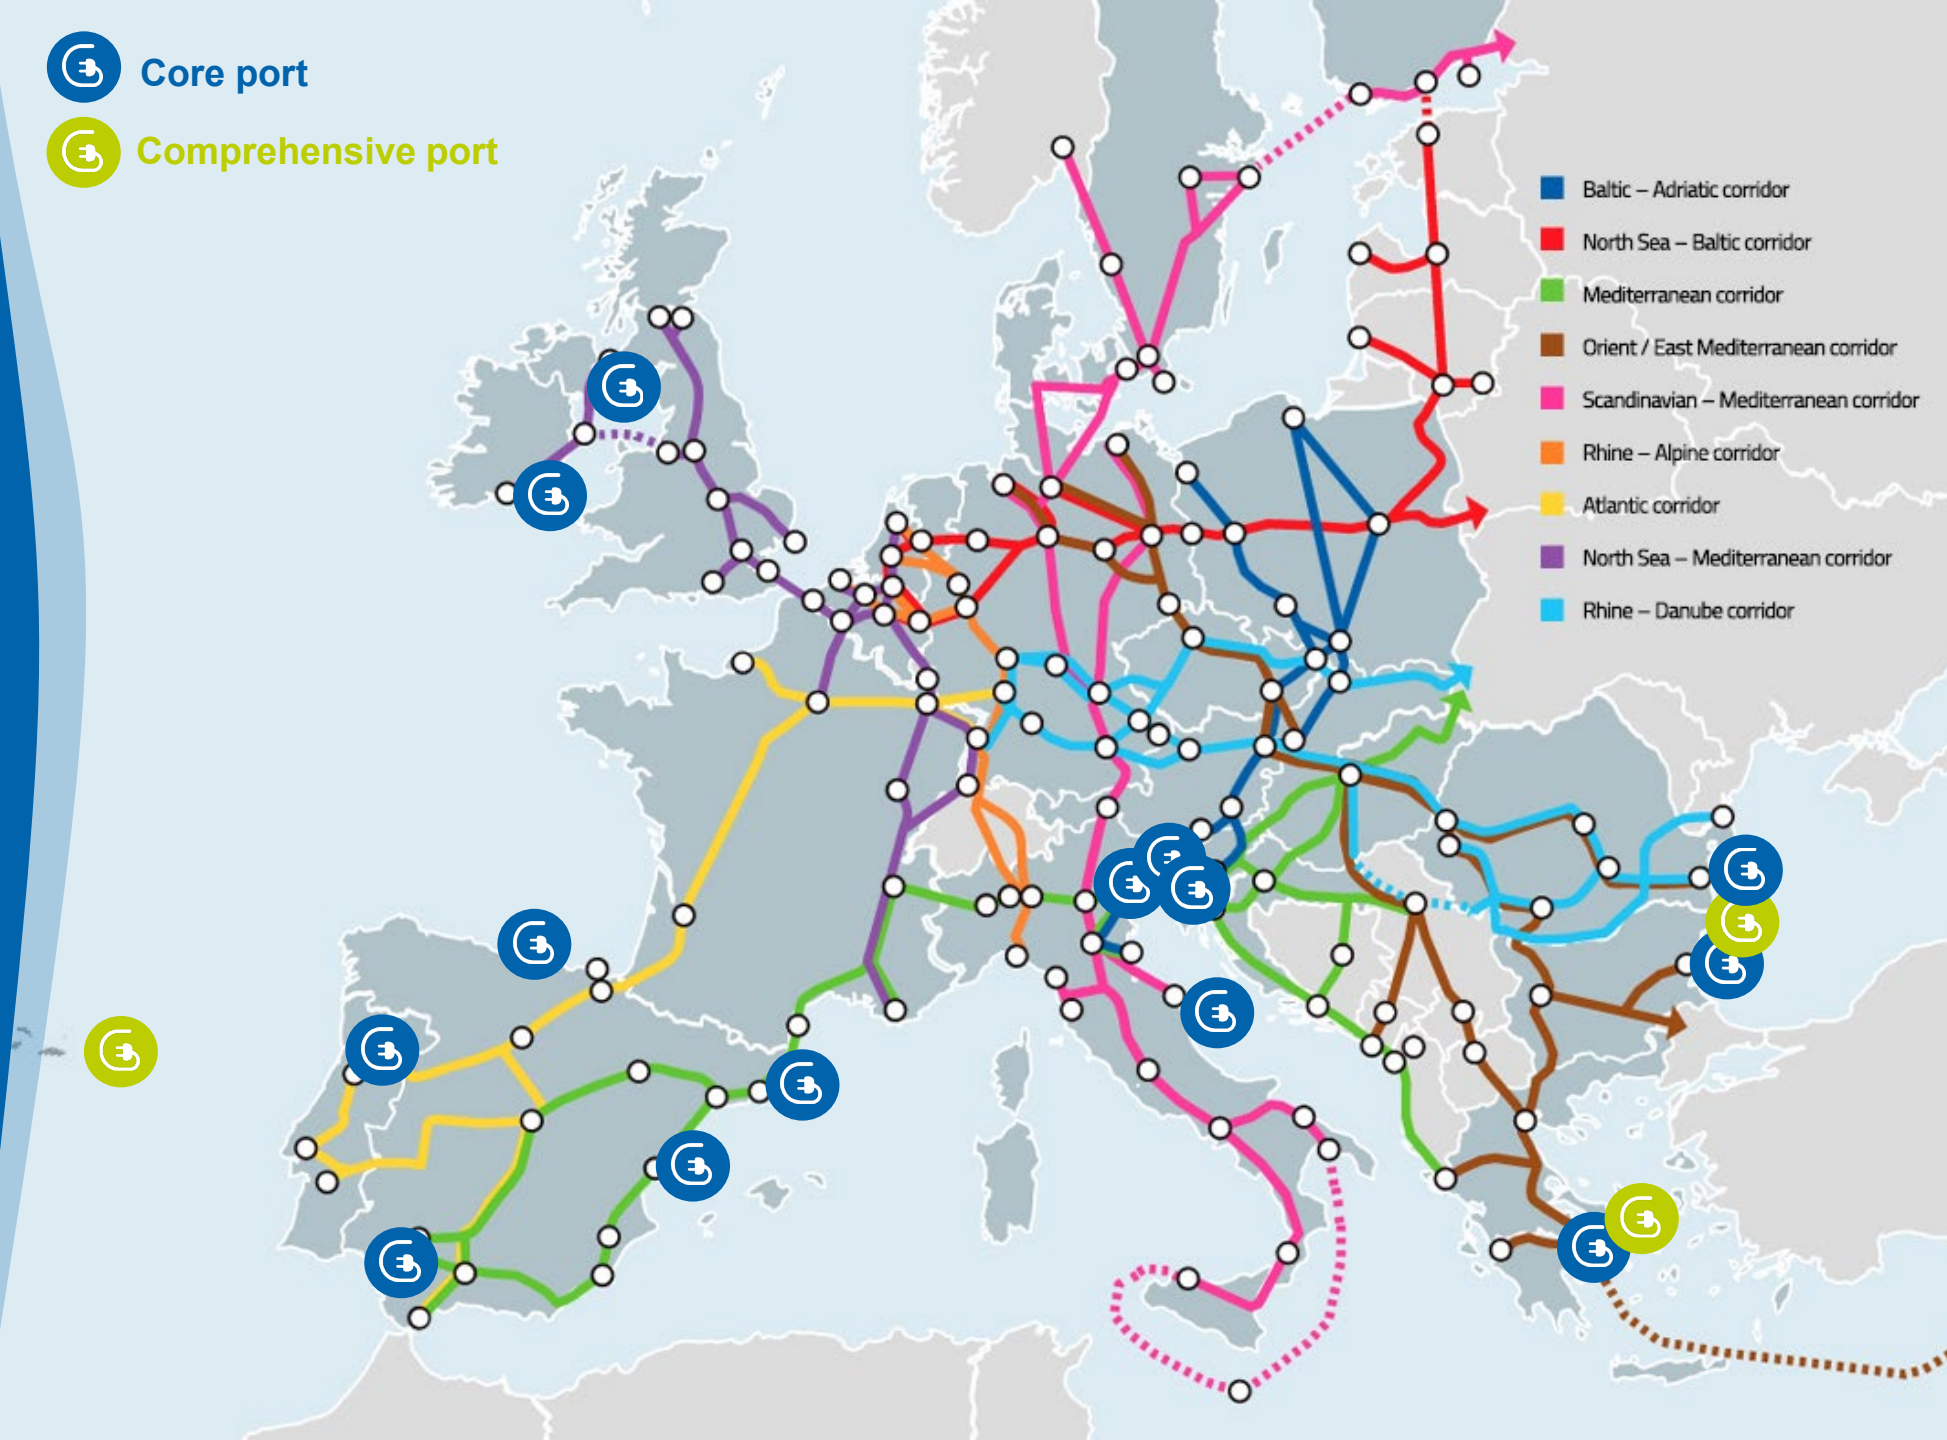 Core port
Comprehensive port
Baltic – Adriatic corridor
North Sea – Baltic corridor
Mediterranean corridor
Orient / East Mediterranean corridor
Scandinavian – Mediterranean corridor
Rhine – Alpine corridor
Atlantic corridor
North Sea – Mediterranean corridor
Rhine – Danube corridor